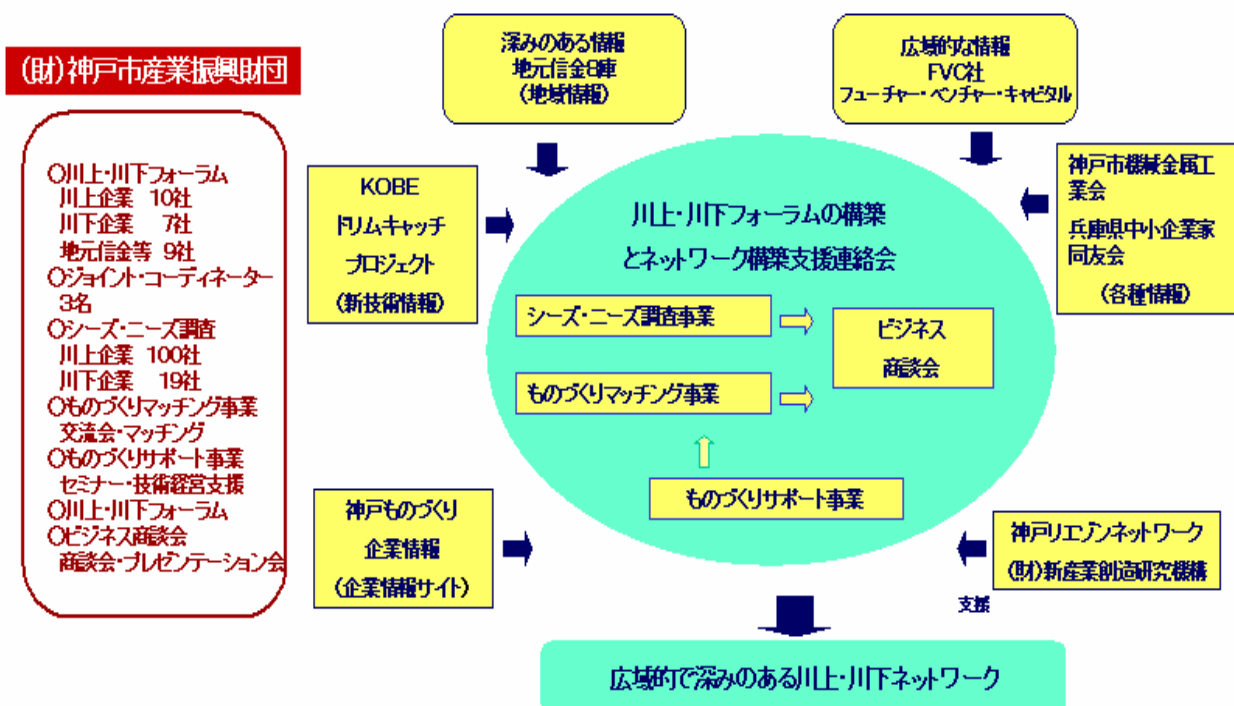 (財)神戸市産業振興財団
○川上・川下フォーラム
川上企業 10社
川下企業 7社
地元信金等 9社
○ジョイント・コーディネーター
3名
○シーズ・ニーズ調査
川上企業 100社
川下企業 19社
○ものづくりマッチング事業
交流会・マッチング
○ものづくりサポート事業
セミナー・技術経営支援
○川上・川下フォーラム
○ビジネス商談会
商談会・プレゼンテーション会
深みのある情報
地元信金8庫
(地域情報)
広域的な情報
FVC社
フューチャー・ベンチャー・キャピタル
KOBE
ドリムキャッチ
プロジェクト
(新技術情報)
神戸市機械金属工
業会
兵庫県中小企業家
同友会
(各種情報)
川上・川下フォーラムの構築
とネットワーク構築支援連絡会
シーズ・ニーズ調査事業
ものづくりマッチング事業
ビジネス
商談会
ものづくりサポート事業
神戸ものづくり
企業情報
(企業情報サイト)
神戸リエゾンネットワーク
(財)新産業創造研究機構
支援
広域的で深みのある川上・川下ネットワーク